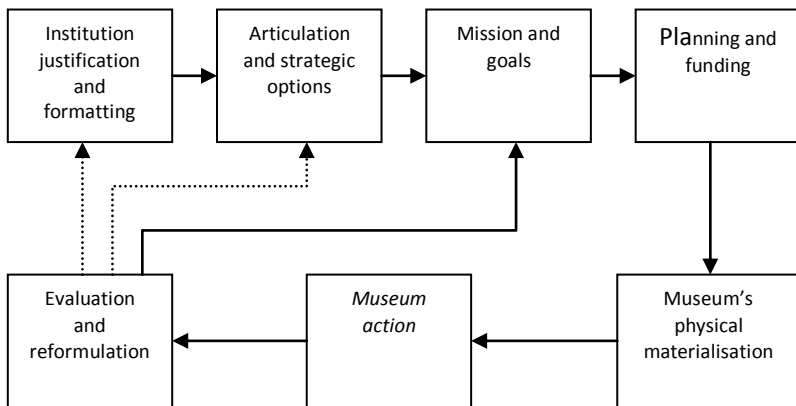 Institution
justification
and
formatting
Articulation
and strategic
options
Mission and
goals
Planning and
funding
Evaluation
and
reformulation
Museum
action
Museum's
physical
materialisation